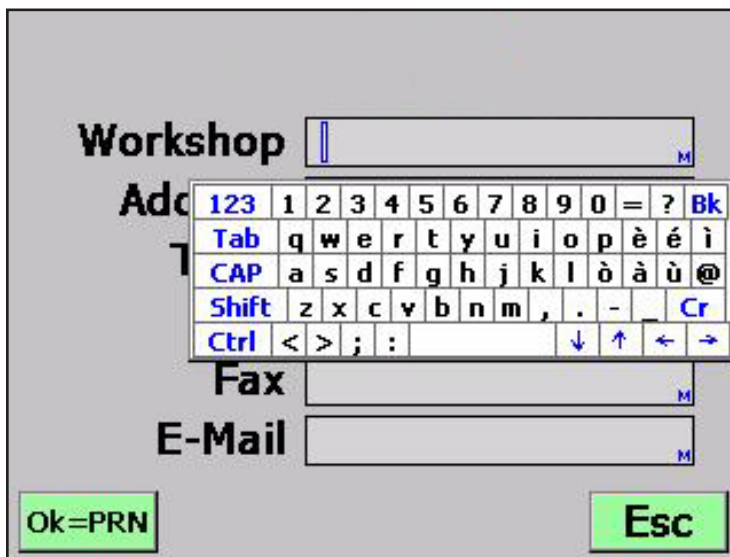 Workshop
M
Add
123 1 2 3 4 5 6 7 8 9 0 = ? Bk
Tab q w e r t y u i o p è é ì
T
CAP a s d f g h j k l ò à ù @
Shift z x c v b n m , . - _ Cr
Ctrl < > ; : ↓ ↑ ← →
Fax
M
E-Mail
M
Ok=PRN
Esc